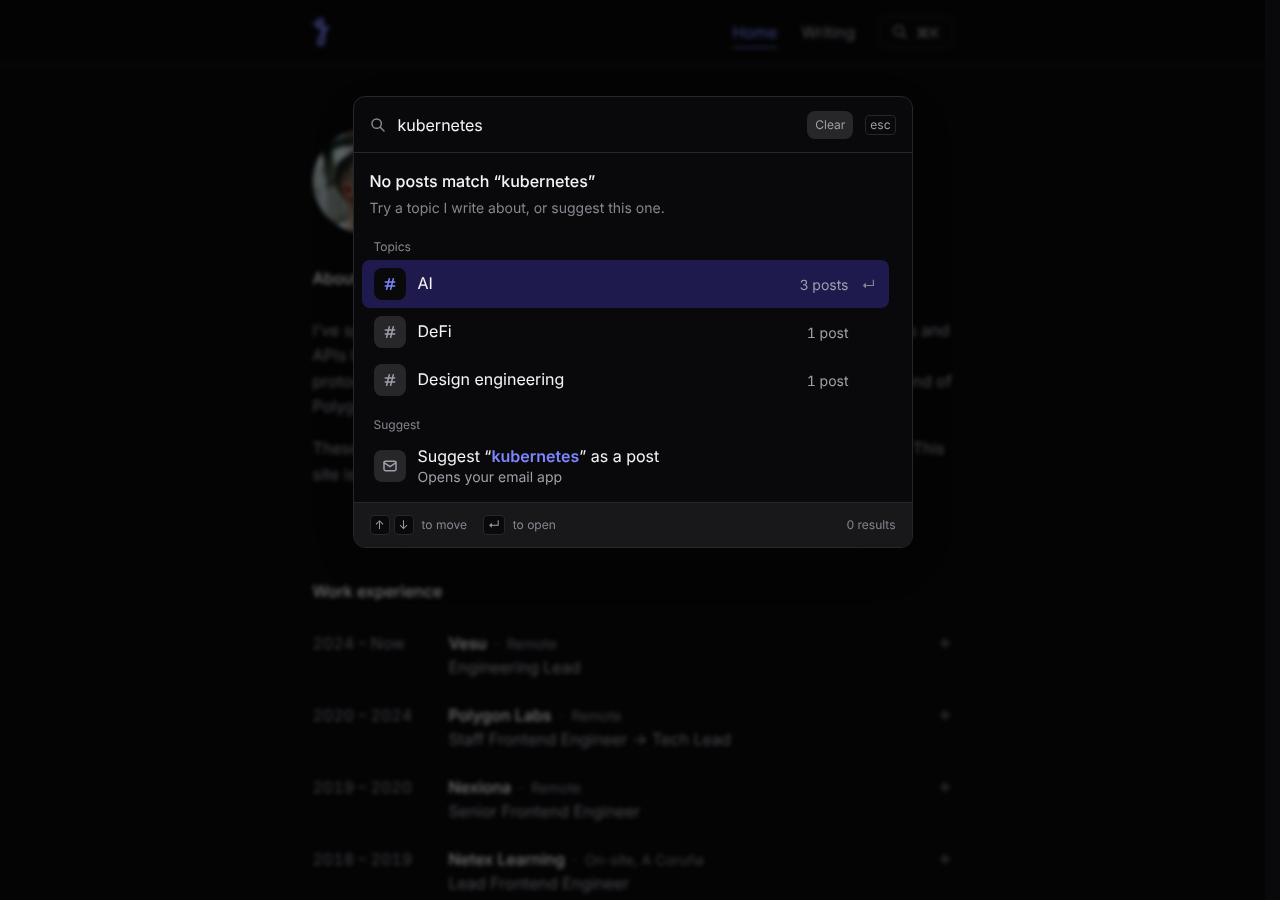 Home
Writing
⌘K
kubernetes
Clear
esc
No posts match “kubernetes”
Try a topic I write about, or suggest this one.
Topics
# AI
3 posts
# DeFi
1 post
# Design engineering
1 post
Suggest
Suggest “kubernetes” as a post
Opens your email app
↑ ↓ to move ↵ to open
0 results
Work experience
2024 – Now
Vesu · Remote
Engineering Lead
2020 – 2024
Polygon Labs · Remote
Staff Frontend Engineer → Tech Lead
2019 – 2020
Nexiona · Remote
Senior Frontend Engineer
2018 – 2019
Netex Learning · On-site, A Coruña
Lead Frontend Engineer